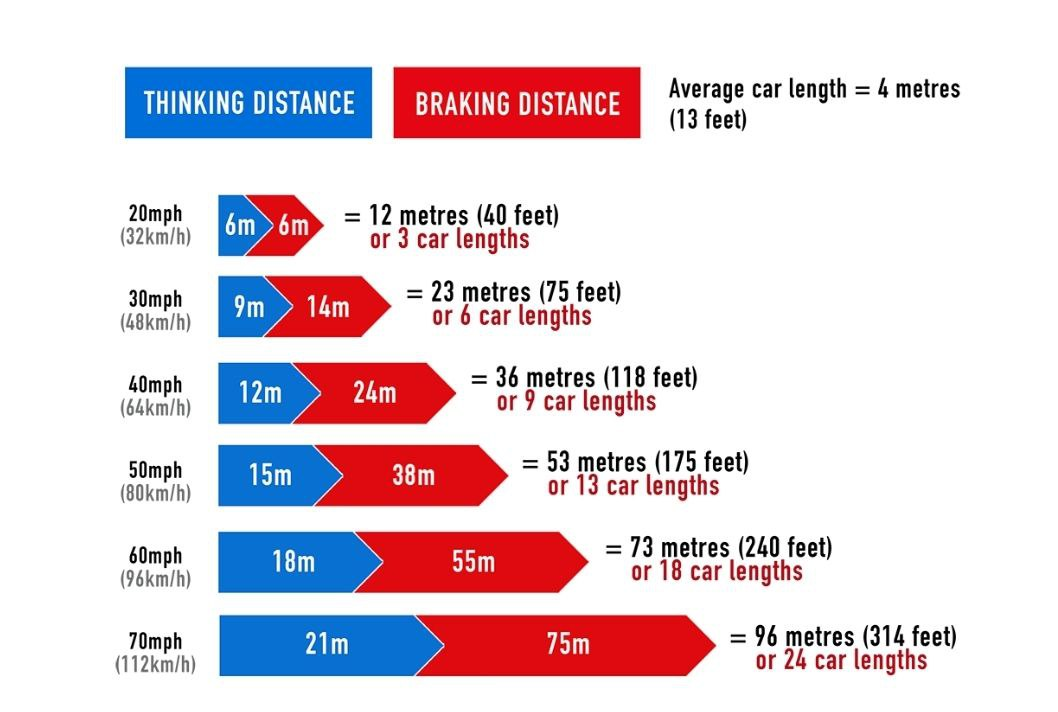 THINKING DISTANCE
BRAKING DISTANCE
Average car length = 4 metres
(13 feet)
20mph
(32km/h)
6m
6m
= 12 metres (40 feet)
or 3 car lengths
30mph
(48km/h)
9m
14m
= 23 metres (75 feet)
or 6 car lengths
40mph
(64km/h)
12m
24m
= 36 metres (118 feet)
or 9 car lengths
50mph
(80km/h)
15m
38m
= 53 metres (175 feet)
or 13 car lengths
60mph
(96km/h)
18m
55m
= 73 metres (240 feet)
or 18 car lengths
70mph
(112km/h)
21m
75m
= 96 metres (314 feet)
or 24 car lengths